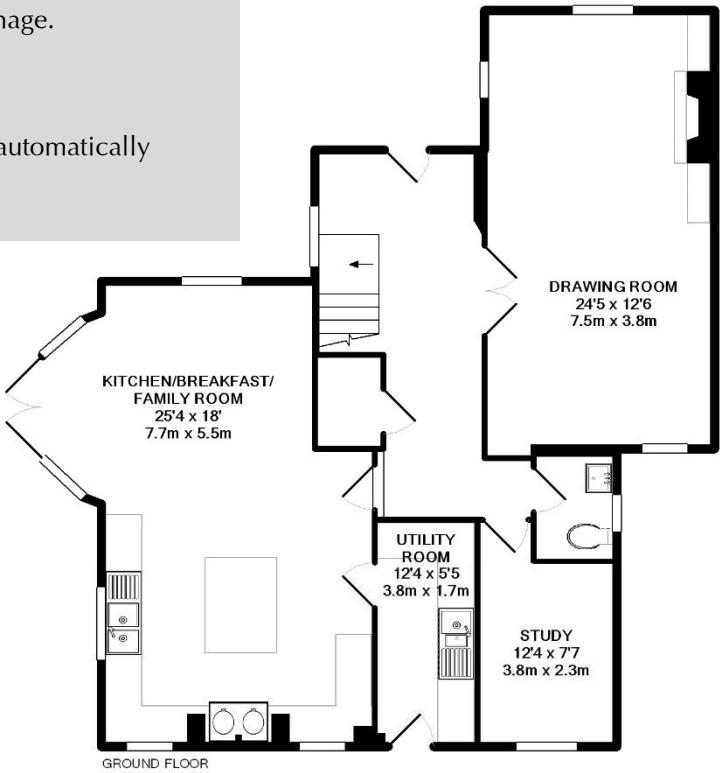 nage.
automatically
DRAWING ROOM
24'5 x 12'6
7.5m x 3.8m
KITCHEN/BREAKFAST/
FAMILY ROOM
25'4 x 18'
7.7m x 5.5m
UTILITY
ROOM
12'4 x 5'5
3.8m x 1.7m
STUDY
12'4 x 7'7
3.8m x 2.3m
GROUND FLOOR